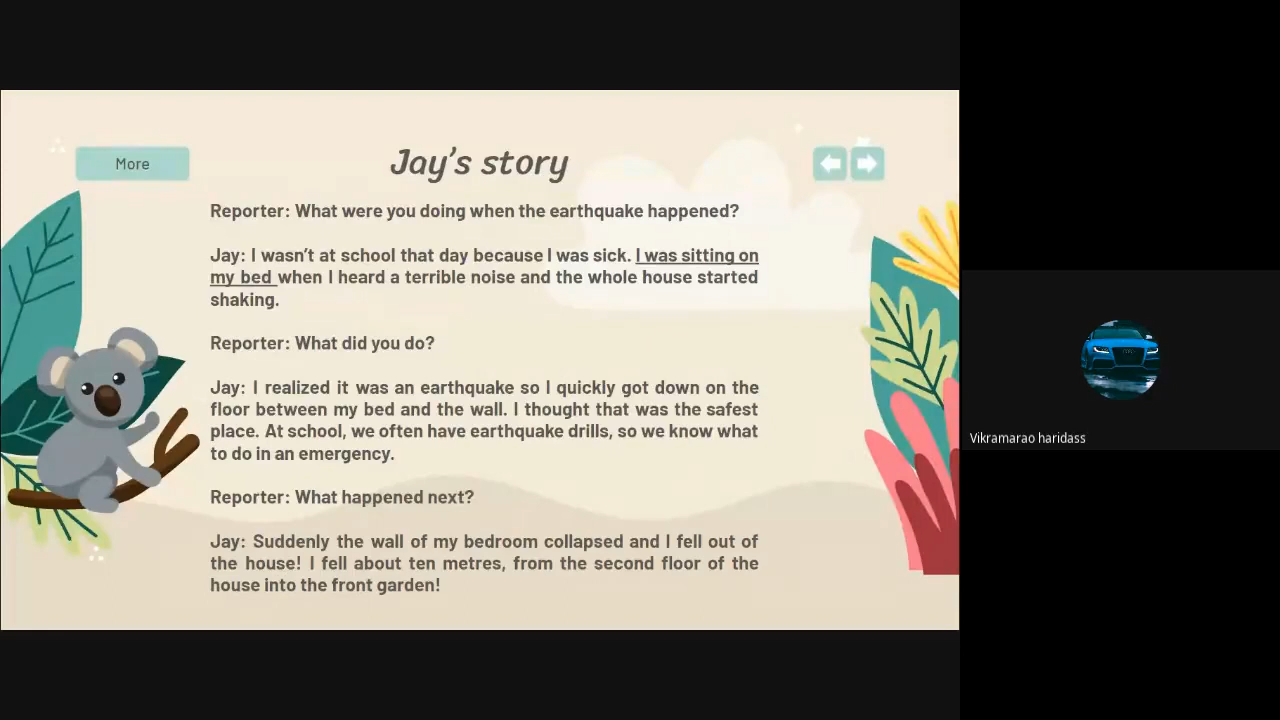 More
Jay's story
Reporter: What were you doing when the earthquake happened?
Jay: I wasn't at school that day because I was sick. I was sitting on
my bed when I heard a terrible noise and the whole house started
shaking.
Reporter: What did you do?
Jay: I realized it was an earthquake so I quickly got down on the
floor between my bed and the wall. I thought that was the safest
place. At school, we often have earthquake drills, so we know what
to do in an emergency.
Reporter: What happened next?
Jay: Suddenly the wall of my bedroom collapsed and I fell out of
the house! I fell about ten metres, from the second floor of the
house into the front garden!
Vikramarao haridass